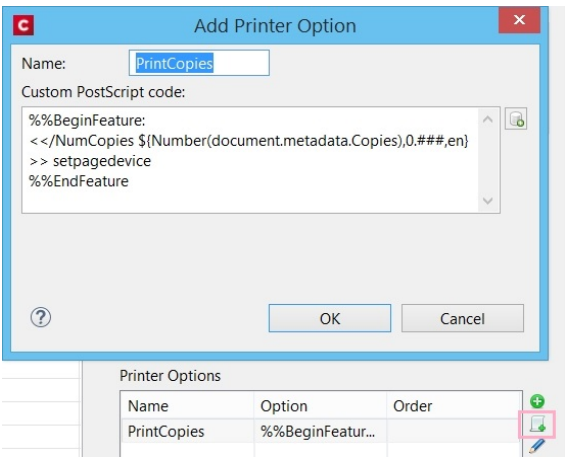 C
Add Printer Option
x
Name:
PrintCopies
Custom PostScript code:
%%BeginFeature:
<</NumCopies ${Number(document.metadata.Copies),0.###,en}
>> setpagedevice
%%EndFeature
?
OK
Cancel
Printer Options
Name Option Order
PrintCopies %%BeginFeatur...